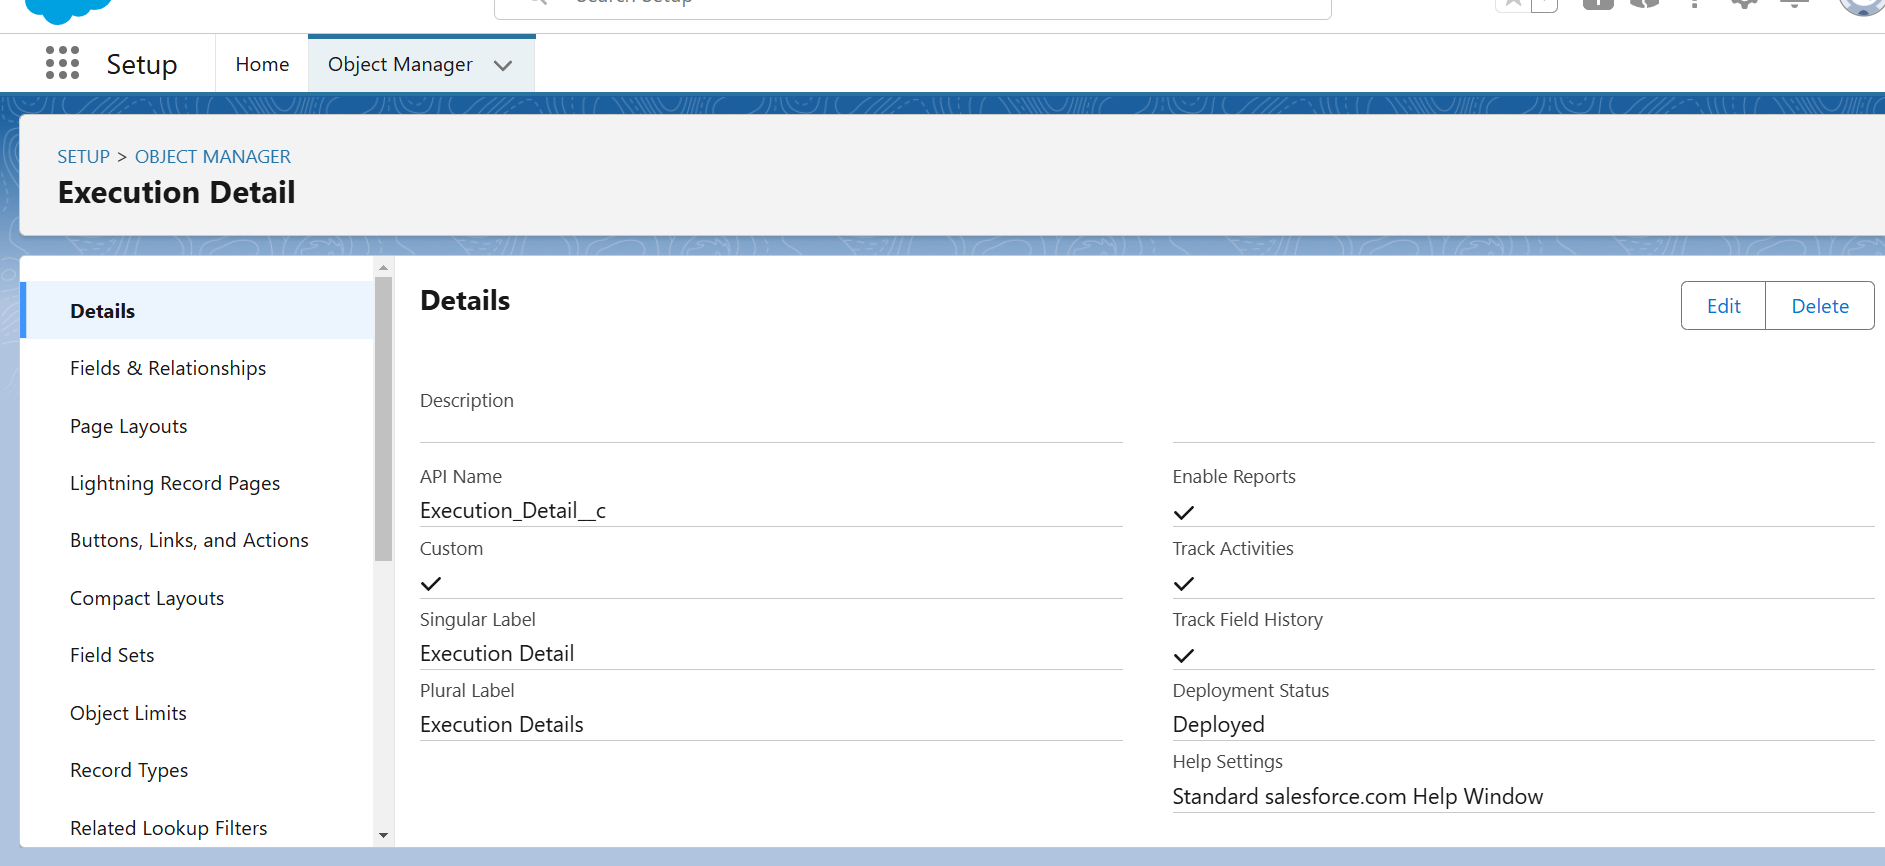 Search Setup
Setup
Home
Object Manager
SETUP > OBJECT MANAGER
Execution Detail
Details
Fields & Relationships
Page Layouts
Lightning Record Pages
Buttons, Links, and Actions
Compact Layouts
Field Sets
Object Limits
Record Types
Related Lookup Filters
Details
Edit
Delete
Description
API Name
Execution_Detail__c
Custom
Singular Label
Execution Detail
Plural Label
Execution Details
Enable Reports
Track Activities
Track Field History
Deployment Status
Deployed
Help Settings
Standard salesforce.com Help Window